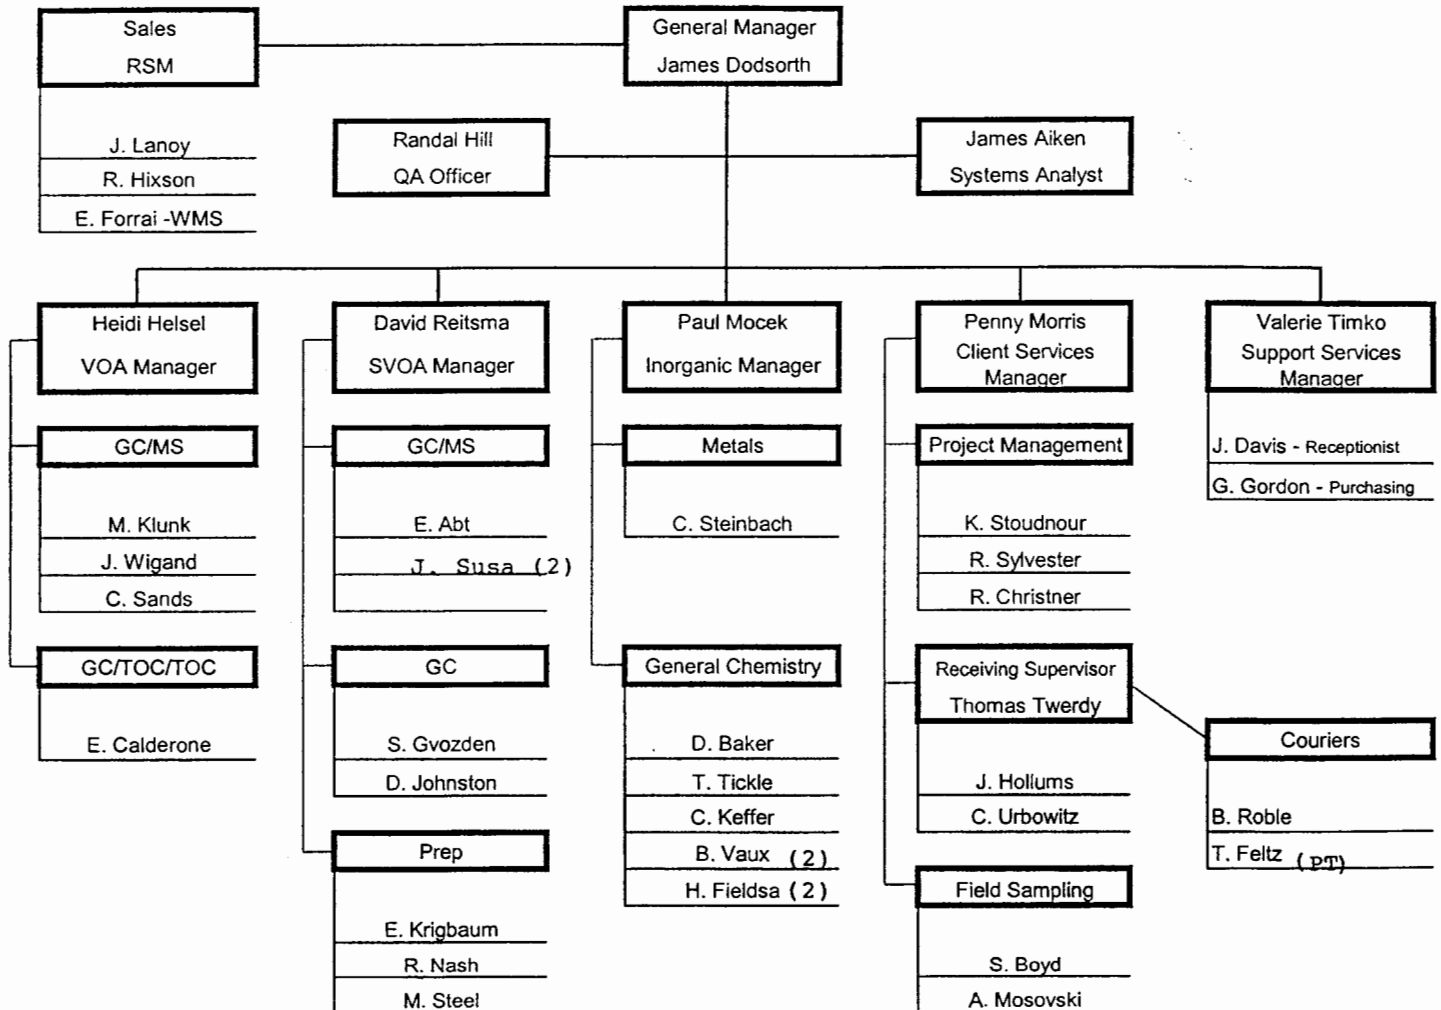 Sales
RSM
General Manager
James Dodsorth
J. Lanoy
R. Hixson
E. Forrai -WMS
Randal Hill
QA Officer
James Aiken
Systems Analyst
Heidi Helsel
VOA Manager
GC/MS
M. Klunk
J. Wigand
C. Sands
GC/TOC/TOC
E. Calderone
David Reitsma
SVOA Manager
GC/MS
E. Abt
J. Susa (2)
GC
S. Gvozden
D. Johnston
Prep
E. Krigbaum
R. Nash
M. Steel
Paul Mocek
Inorganic Manager
Metals
C. Steinbach
General Chemistry
D. Baker
T. Tickle
C. Keffer
B. Vaux (2)
H. Fieldsa (2)
Penny Morris
Client Services
Manager
Project Management
K. Stoudnour
R. Sylvester
R. Christner
Receiving Supervisor
Thomas Twerdy
J. Hollums
C. Urbowitz
Field Sampling
S. Boyd
A. Mosovski
Valerie Timko
Support Services
Manager
J. Davis - Receptionist
G. Gordon - Purchasing
Couriers
B. Roble
T. Feltz (PT)